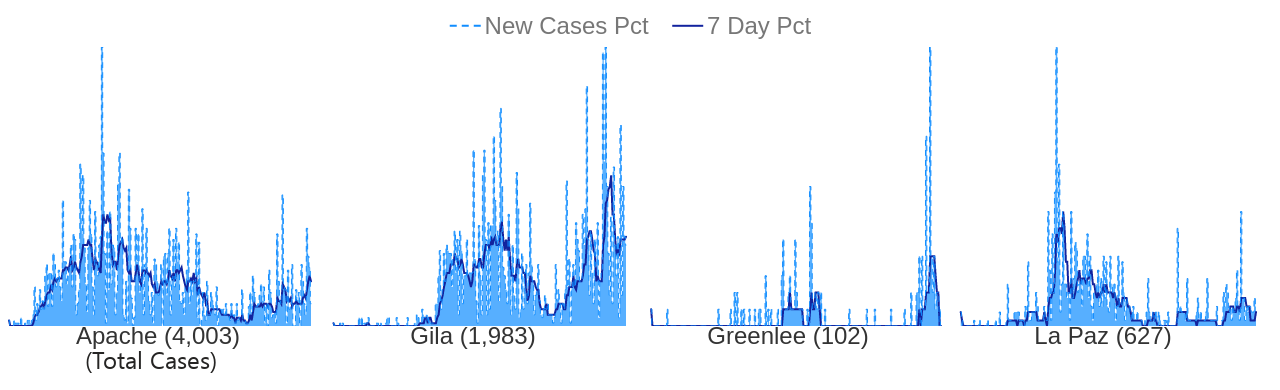 New Cases Pct 7 Day Pct
Apache (4,003) Gila (1,983) Greenlee (102) La Paz (627)
(Total Cases)